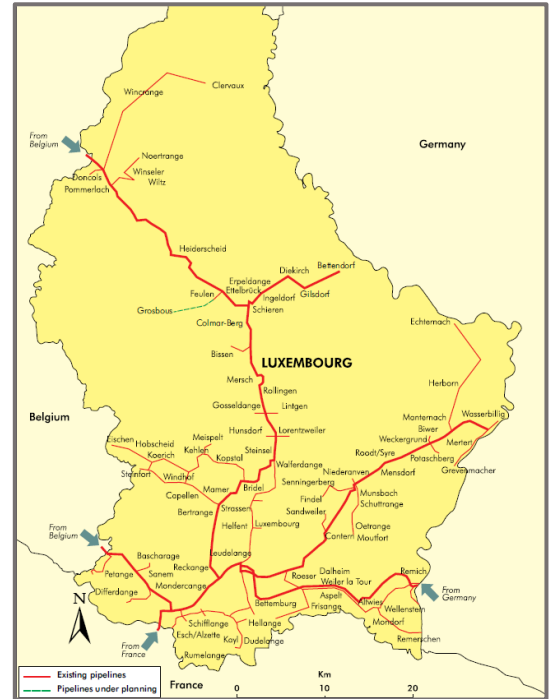 Clervaux
Wincrange
From
Belgium
Germany
Noertrange
Doncols
Winseler
Wiltz
Pommerlach
Heiderscheid
Bettendorf
Diekirch
Erpeldange
Feulen
Ettelbrück
Ingeldorf
Gilsdorf
Grosbous
Schieren
Colmar-Berg
Echternach
Bissen
LUXEMBOURG
Mersch
Rollingen
Herborn
Gosseldange
Lintgen
Belgium
Monternach
Wasserbillig
Hunsdorf
Lorentzweiler
Biwer
Eischen
Hobscheid
Meispelt
Weckergrund
Mertert
Koerich
Kehlen
Steinsel
Roodt/Syre
Potaschberg
Kopstal
Walferdange
Niederanven
Mensdorf
Grevenmacher
Steinfort
Windhof
Senningerberg
Capellen
Mamer
Bridel
Munsbach
Findel
Schuttrange
Bertrange
Strassen
Sandweiler
From
Belgium
Helfent
Luxembourg
Oetrange
Contern
Moutfort
Bascharage
Leudelange
Petange
Sanem
Reckange
Dalheim
Remich
Mondercange
Roeser
Weiler la Tour
Differdange
Aspelt
Altwies
From
Germany
N
Bettemburg
Frisange
Wellenstein
Schifflange
Hellange
Mondorf
From
France
Esch/Alzette
Kayl
Dudelange
Remerschen
Rumelange
Existing pipelines
Pipelines under planning
France
Km
0
10
20